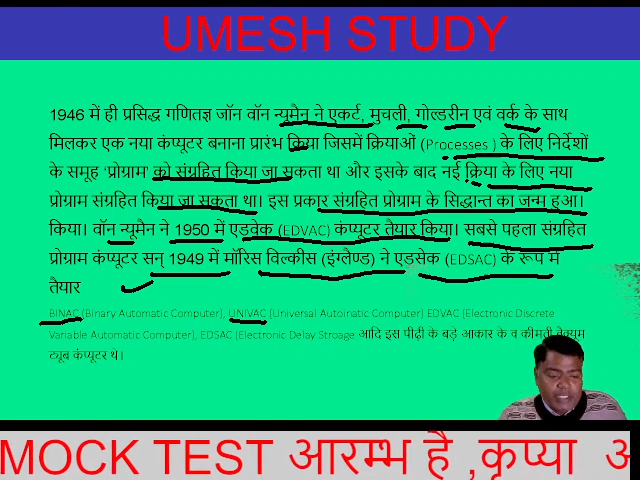 UMESH STUDY
1946 में ही प्रसिद्ध गणितज्ञ जॉन वॉन न्यूमैन ने एकर्ट, मुचली, गोल्डरीन एवं वर्क के साथ
मिलकर एक नया कंप्यूटर बनाना प्रारंभ किया जिसमें क्रियाओं (Processes ) के लिए निर्देशों
के समूह 'प्रोग्राम' को संग्रहित किया जा सकता था और इसके बाद नई क्रिया के लिए नया
प्रोग्राम संग्रहित किया जा सकता था। इस प्रकार संग्रहित प्रोग्राम के सिद्धान्त का जन्म हुआ।
किया। वॉन न्यूमैन ने 1950 में एडवेक (EDVAC) कंप्यूटर तैयार किया। सबसे पहला संग्रहित
प्रोग्राम कंप्यूटर सन् 1949 में मॉरिस विल्कीस (इंग्लैण्ड) ने एडसेक (EDSAC) के रूप में
तैयार
BINAC (Binary Automatic Computer), UNIVAC (Universal Autoinatic Computer) EDVAC (Electronic Discrete
Variable Automatic Computer), EDSAC (Electronic Delay Stroage आदि इस पीढ़ी के बड़े आकार के व कीमती वेक्यूम
ट्यूब कंप्यूटर थे।
MOCK TEST आरम्भ है ,कृप्या